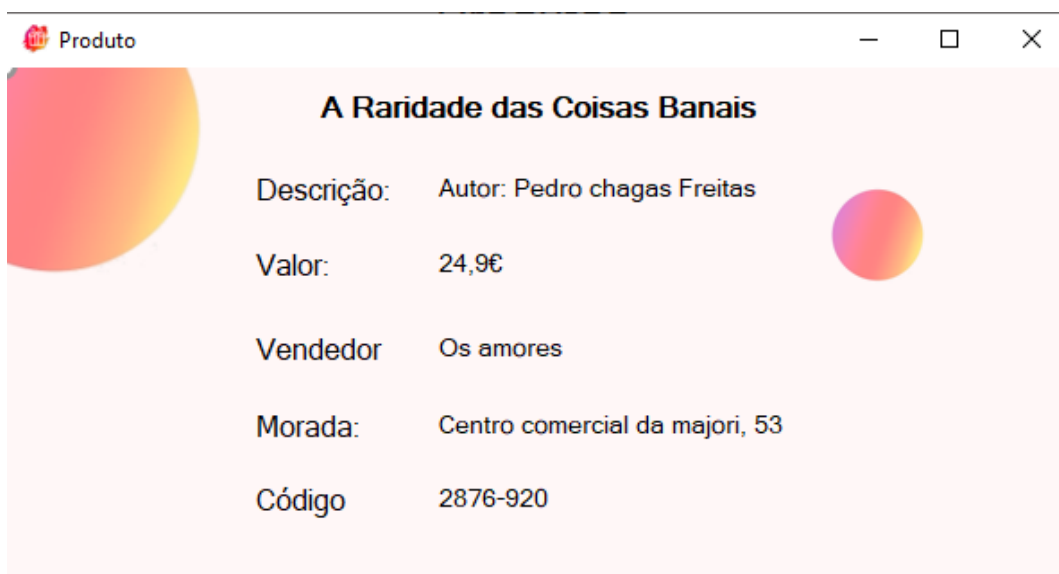 Produto
A Raridade das Coisas Banais
Descrição: Autor: Pedro chagas Freitas
Valor: 24,9€
Vendedor Os amores
Morada: Centro comercial da majori, 53
Código 2876-920